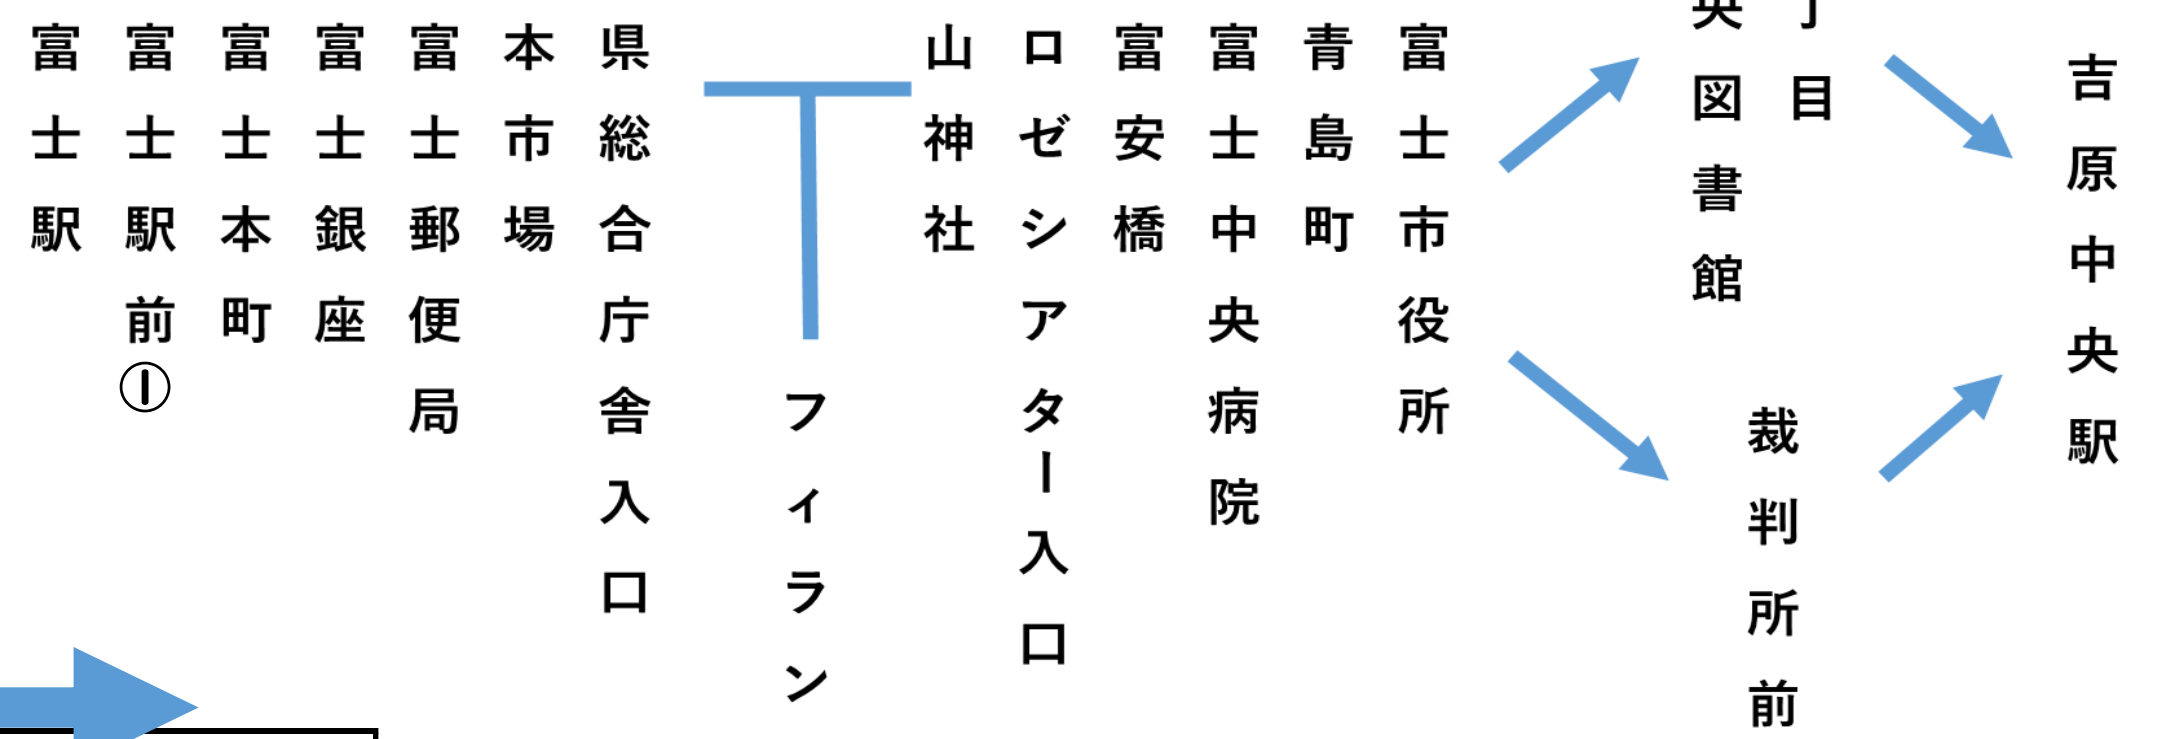 富士駅
富士駅前①
富士本町
富士銀座
富士郵便局
本市場
県総合庁舎入口
フィラン
山神社
ロゼシアター入口
富安橋
富士中央病院
青島町
富士市役所
央図書館
丁目
裁判所前
吉原中央駅